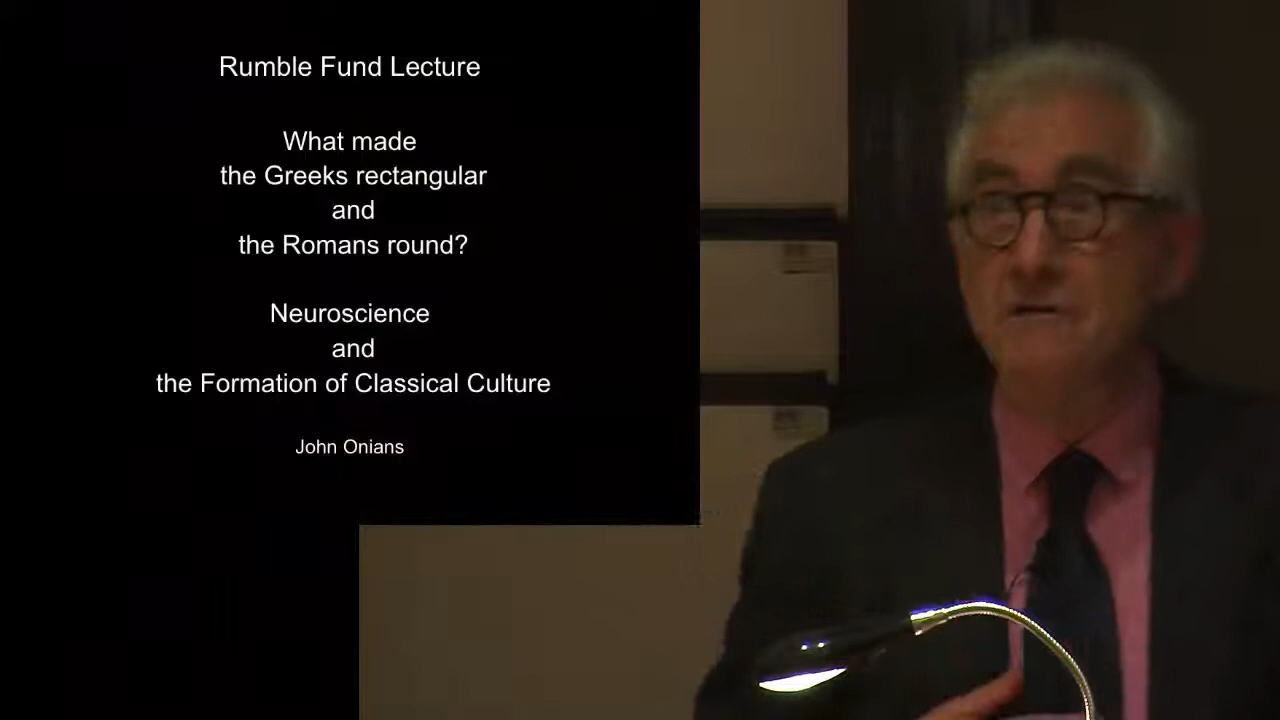 Rumble Fund Lecture
What made
the Greeks rectangular
and
the Romans round?
Neuroscience
and
the Formation of Classical Culture
John Onians